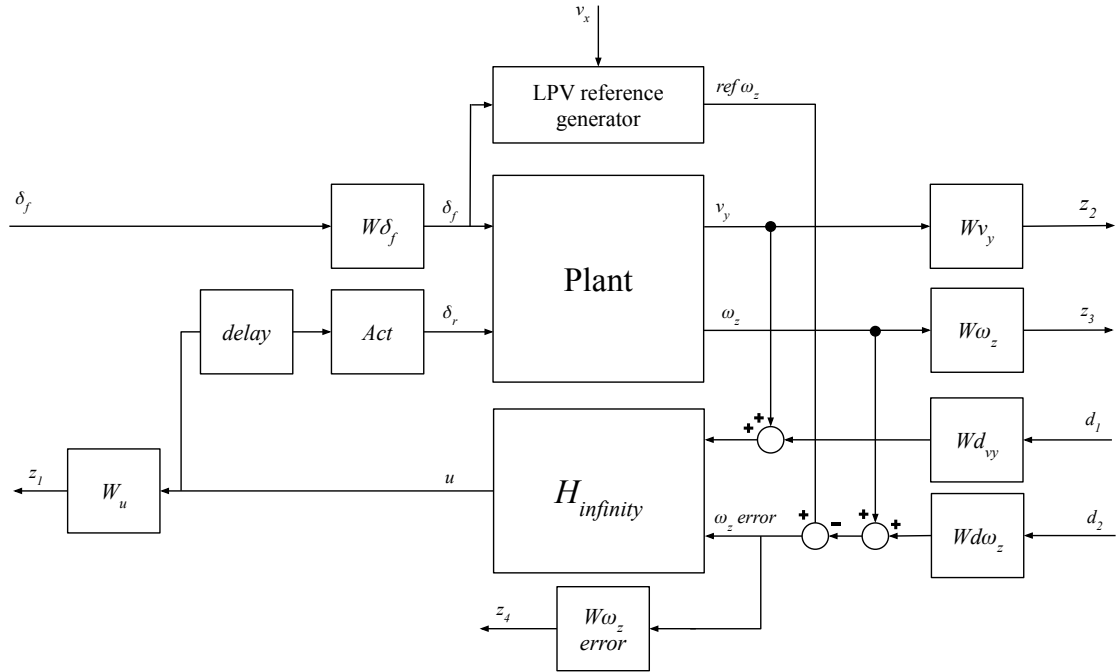 v_x
LPV reference
generator
ref ω_z
δ_f
Wδ_f
δ_f
Plant
v_y
Wv_y
z_2
delay
Act
δ_r
ω_z
Wω_z
z_3
+
+
Wd_vy
d_1
z_1
W_u
u
H_infinity
ω_z error
+
-
+
+
Wdω_z
d_2
z_4
Wω_z
error